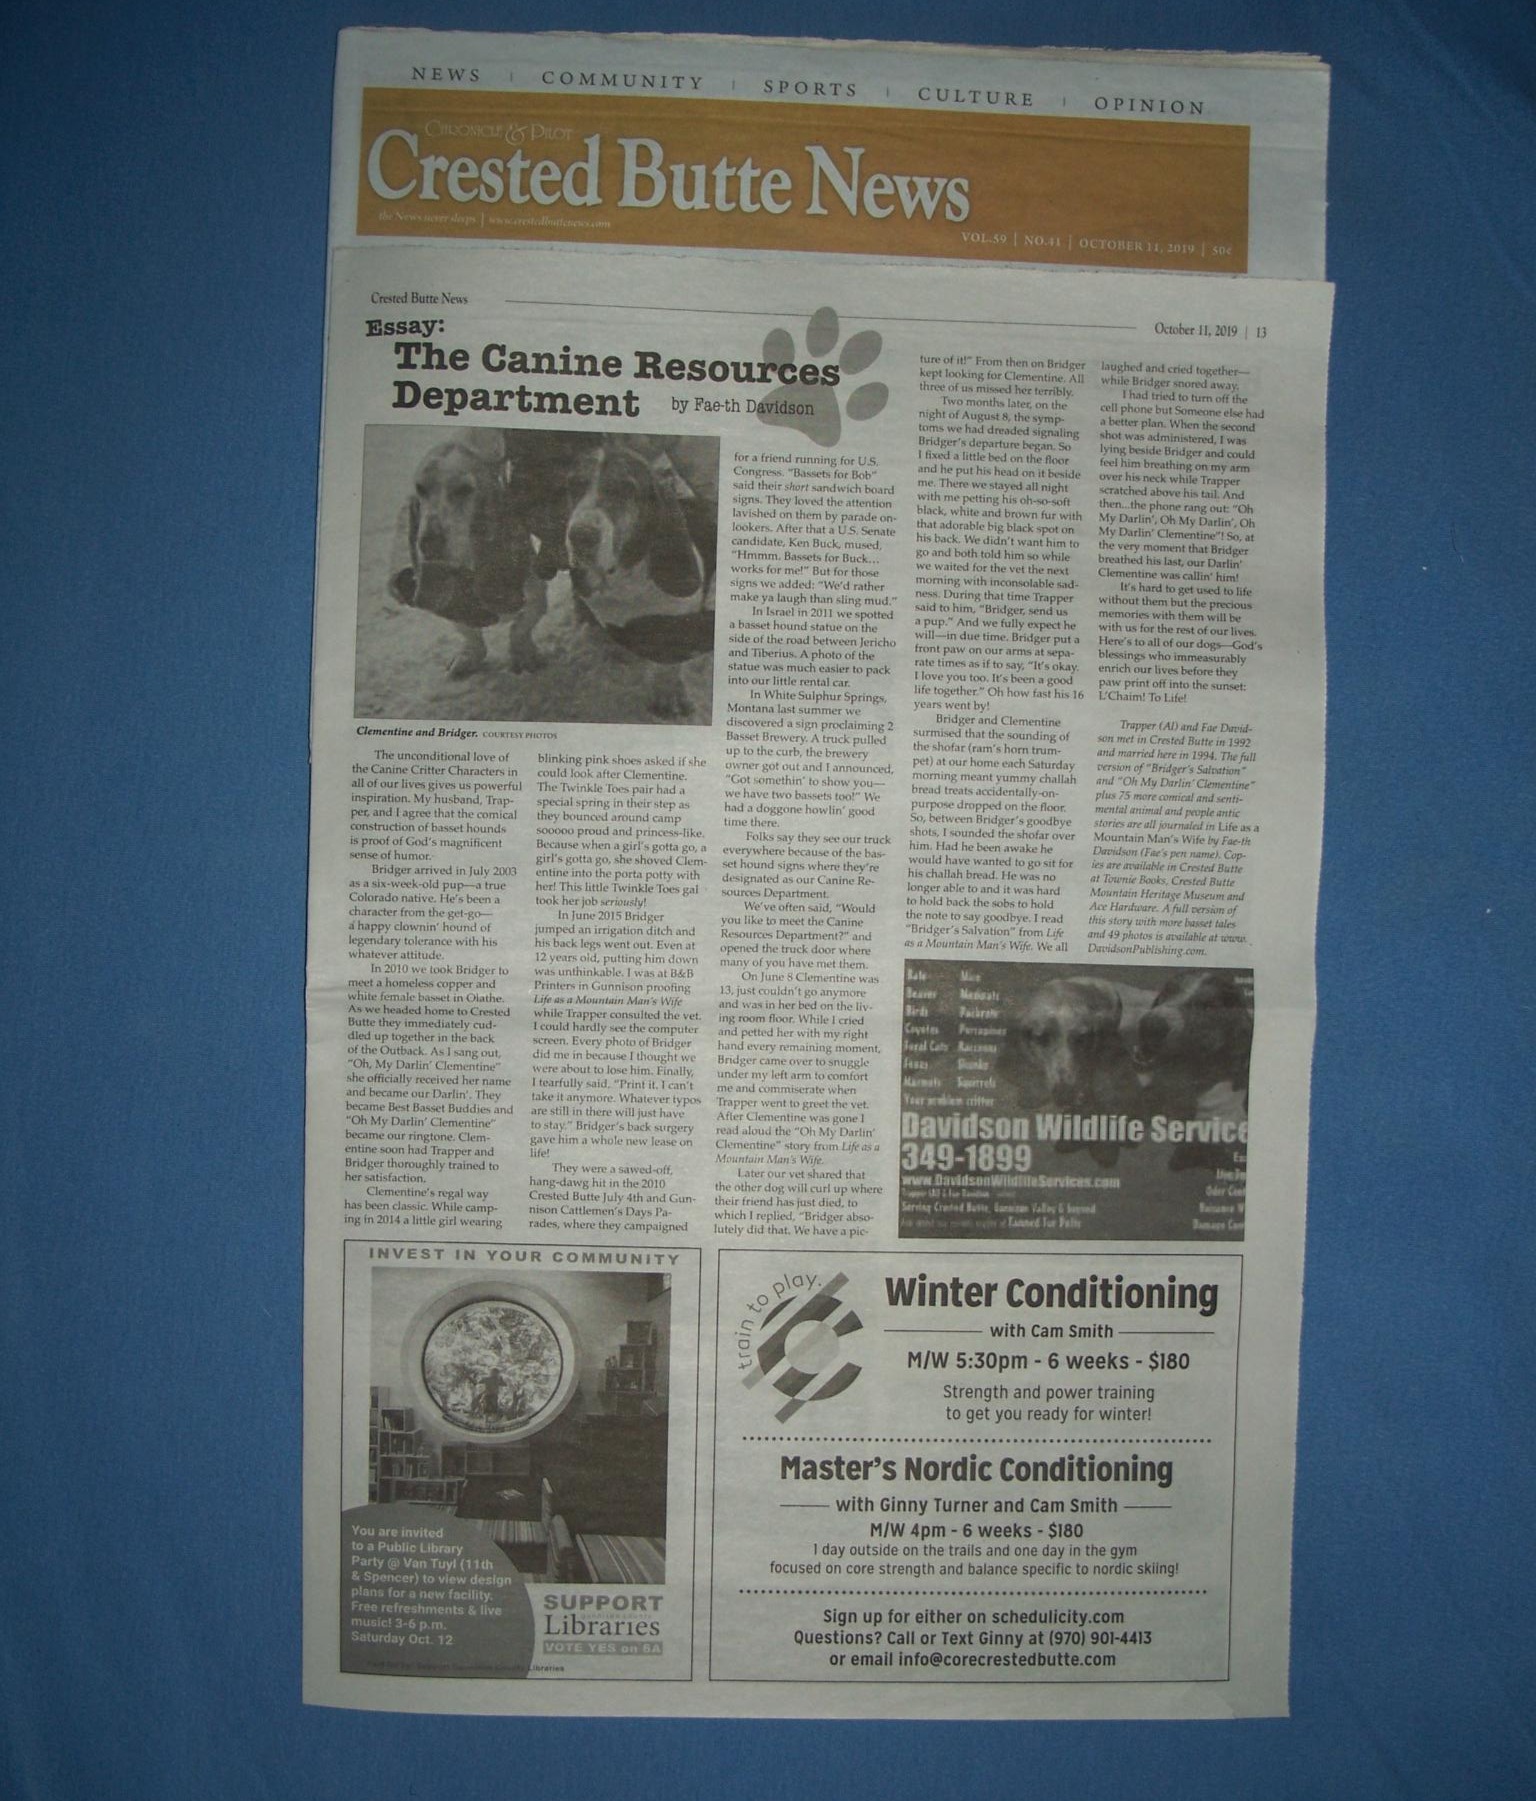 NEWS | COMMUNITY | SPORTS | CULTURE | OPINION
CHRONICLE & PILOT
Crested Butte News
the News never sleeps | www.crestedbuttenews.com
VOL.59 | NO.41 | OCTOBER 11, 2019 | 50¢
Crested Butte News
October 11, 2019 | 13
Essay:
The Canine Resources
Department by Fae-th Davidson
Clementine and Bridger. COURTESY PHOTOS
The unconditional love of
the Canine Critter Characters in
all of our lives gives us powerful
inspiration. My husband, Trap-
per, and I agree that the comical
construction of basset hounds
is proof of God's magnificent
sense of humor.
Bridger arrived in July 2003
as a six-week-old pup—a true
Colorado native. He's been a
character from the get-go—
a happy clownin' hound of
legendary tolerance with his
whatever attitude.
In 2010 we took Bridger to
meet a homeless copper and
white female basset in Olathe.
As we headed home to Crested
Butte they immediately cud-
dled up together in the back
of the Outback. As I sang out,
"Oh, My Darlin' Clementine"
she officially received her name
and became our Darlin'. They
became Best Basset Buddies and
"Oh My Darlin' Clementine"
became our ringtone. Clem-
entine soon had Trapper and
Bridger thoroughly trained to
her satisfaction.
Clementine's regal way
has been classic. While camp-
ing in 2014 a little girl wearing
blinking pink shoes asked if she
could look after Clementine.
The Twinkle Toes pair had a
special spring in their step as
they bounced around camp
sooooo proud and princess-like.
Because when a girl's gotta go, a
girl's gotta go, she shoved Clem-
entine into the porta potty with
her! This little Twinkle Toes gal
took her job seriously!
In June 2015 Bridger
jumped an irrigation ditch and
his back legs went out. Even at
12 years old, putting him down
was unthinkable. I was at B&B
Printers in Gunnison proofing
Life as a Mountain Man's Wife
while Trapper consulted the vet.
I could hardly see the computer
screen. Every photo of Bridger
did me in because I thought we
were about to lose him. Finally,
I tearfully said, "Print it. I can't
take it anymore. Whatever typos
are still in there will just have
to stay." Bridger's back surgery
gave him a whole new lease on
life!
They were a sawed-off,
hang-dawg hit in the 2010
Crested Butte July 4th and Gun-
nison Cattlemen's Days Pa-
rades, where they campaigned
for a friend running for U.S.
Congress. "Bassets for Bob"
said their short sandwich board
signs. They loved the attention
lavished on them by parade on-
lookers. After that a U.S. Senate
candidate, Ken Buck, mused,
"Hmmm. Bassets for Buck...
works for me!" But for those
signs we added: "We'd rather
make ya laugh than sling mud."
In Israel in 2011 we spotted
a basset hound statue on the
side of the road between Jericho
and Tiberius. A photo of the
statue was much easier to pack
into our little rental car.
In White Sulphur Springs,
Montana last summer we
discovered a sign proclaiming 2
Basset Brewery. A truck pulled
up to the curb, the brewery
owner got out and I announced,
"Got somethin' to show you—
we have two bassets too!" We
had a doggone howlin' good
time there.
Folks say they see our truck
everywhere because of the bas-
set hound signs where they're
designated as our Canine Re-
sources Department.
We've often said, "Would
you like to meet the Canine
Resources Department?" and
opened the truck door where
many of you have met them.
On June 8 Clementine was
13, just couldn't go anymore
and was in her bed on the liv-
ing room floor. While I cried
and petted her with my right
hand every remaining moment,
Bridger came over to snuggle
under my left arm to comfort
me and commiserate when
Trapper went to greet the vet.
After Clementine was gone I
read aloud the "Oh My Darlin'
Clementine" story from Life as a
Mountain Man's Wife.
Later our vet shared that
the other dog will curl up where
their friend has just died, to
which I replied, "Bridger abso-
lutely did that. We have a pic-
ture of it!" From then on Bridger
kept looking for Clementine. All
three of us missed her terribly.
Two months later, on the
night of August 8, the symp-
toms we had dreaded signaling
Bridger's departure began. So
I fixed a little bed on the floor
and he put his head on it beside
me. There we stayed all night
with me petting his oh-so-soft
black, white and brown fur with
that adorable big black spot on
his back. We didn't want him to
go and both told him so while
we waited for the vet the next
morning with inconsolable sad-
ness. During that time Trapper
said to him, "Bridger, send us
a pup." And we fully expect he
will—in due time. Bridger put a
front paw on our arms at sepa-
rate times as if to say, "It's okay.
I love you too. It's been a good
life together." Oh how fast his 16
years went by!
Bridger and Clementine
surmised that the sounding of
the shofar (ram's horn trum-
pet) at our home each Saturday
morning meant yummy challah
bread treats accidentally-on-
purpose dropped on the floor.
So, between Bridger's goodbye
shots, I sounded the shofar over
him. Had he been awake he
would have wanted to go sit for
his challah bread. He was no
longer able to and it was hard
to hold back the sobs to hold
the note to say goodbye. I read
"Bridger's Salvation" from Life
as a Mountain Man's Wife. We all
laughed and cried together—
while Bridger snored away.
I had tried to turn off the
cell phone but Someone else had
a better plan. When the second
shot was administered, I was
lying beside Bridger and could
feel him breathing on my arm
over his neck while Trapper
scratched above his tail. And
then...the phone rang out: "Oh
My Darlin', Oh My Darlin', Oh
My Darlin' Clementine"! So, at
the very moment that Bridger
breathed his last, our Darlin'
Clementine was callin' him!
It's hard to get used to life
without them but the precious
memories with them will be
with us for the rest of our lives.
Here's to all of our dogs—God's
blessings who immeasurably
enrich our lives before they
paw print off into the sunset:
L'Chaim! To Life!
Trapper (Al) and Fae David-
son met in Crested Butte in 1992
and married here in 1994. The full
version of "Bridger's Salvation"
and "Oh My Darlin' Clementine"
plus 75 more comical and senti-
mental animal and people antic
stories are all journaled in Life as a
Mountain Man's Wife by Fae-th
Davidson (Fae's pen name). Cop-
ies are available in Crested Butte
at Townie Books, Crested Butte
Mountain Heritage Museum and
Ace Hardware. A full version of
this story with more basset tales
and 49 photos is available at www.
DavidsonPublishing.com.
Bats Mice
Beaver Muskrats
Birds Packrats
Coyotes Porcupines
Feral Cats Raccoons
Foxes Skunks
Marmots Squirrels
Your problem critter
Davidson Wildlife Service
349-1899
www.DavidsonWildlifeServices.com
Serving Crested Butte, Gunnison Valley & beyond
Tanned Fur Pelts
INVEST IN YOUR COMMUNITY
You are invited
to a Public Library
Party @ Van Tuyl (11th
& Spencer) to view design
plans for a new facility.
Free refreshments & live
music! 3-6 p.m.
Saturday Oct. 12
SUPPORT
Libraries
VOTE YES on 6A
train to play.
Winter Conditioning
with Cam Smith
M/W 5:30pm - 6 weeks - $180
Strength and power training
to get you ready for winter!
Master's Nordic Conditioning
with Ginny Turner and Cam Smith
M/W 4pm - 6 weeks - $180
1 day outside on the trails and one day in the gym
focused on core strength and balance specific to nordic skiing!
Sign up for either on schedulicity.com
Questions? Call or Text Ginny at (970) 901-4413
or email info@corecrestedbutte.com